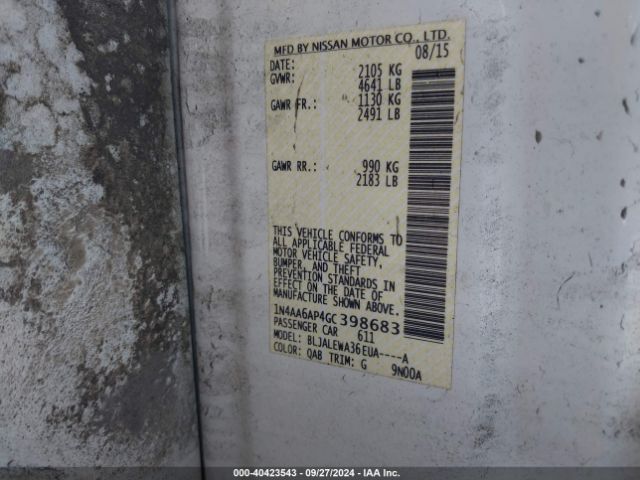 MFD BY NISSAN MOTOR CO., LTD.
DATE: 08/15
GVWR: 2105 KG
4641 LB
GAWR FR.: 1130 KG
2491 LB
GAWR RR.: 990 KG
2183 LB
THIS VEHICLE CONFORMS TO
ALL APPLICABLE FEDERAL
MOTOR VEHICLE SAFETY,
BUMPER, AND THEFT
PREVENTION STANDARDS IN
EFFECT ON THE DATE OF
MANUFACTURE SHOWN ABOVE.
1N4AA6AP4GC398683
PASSENGER CAR 611
MODEL: BLJALEWA36EUA----A
COLOR: QAB TRIM: G 9N00A
000-40423543 - 09/27/2024 - IAA Inc.